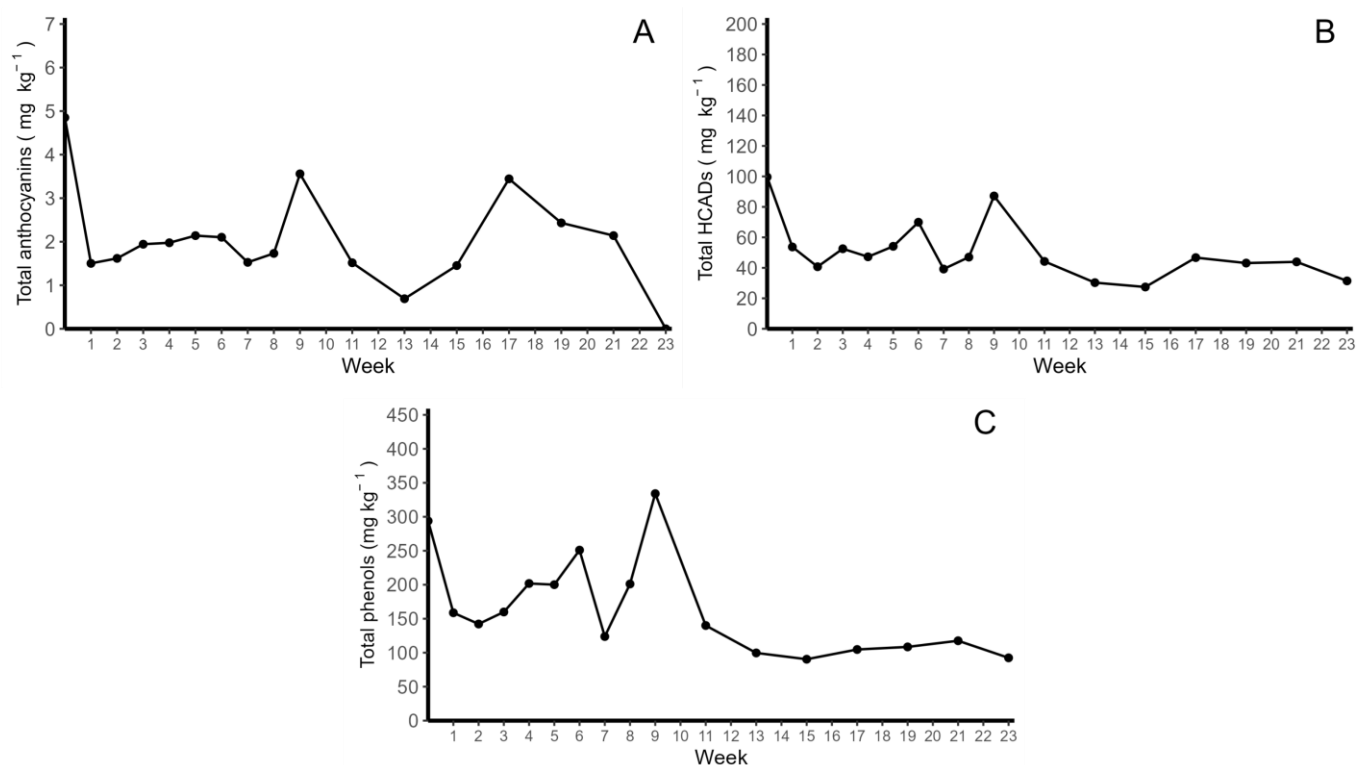 A
Total anthocyanins ( mg kg⁻¹ )
7
6
5
4
3
2
1
0
1 2 3 4 5 6 7 8 9 10 11 12 13 14 15 16 17 18 19 20 21 22 23
Week
B
Total HCADs ( mg kg⁻¹ )
200
180
160
140
120
100
80
60
40
20
0
1 2 3 4 5 6 7 8 9 10 11 12 13 14 15 16 17 18 19 20 21 22 23
Week
C
Total phenols (mg kg⁻¹ )
450
400
350
300
250
200
150
100
50
0
1 2 3 4 5 6 7 8 9 10 11 12 13 14 15 16 17 18 19 20 21 22 23
Week